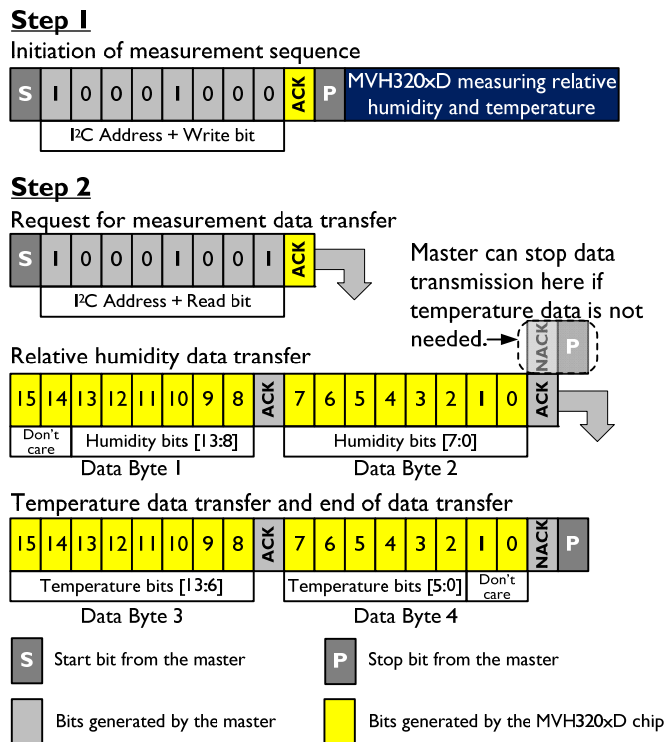 Step 1
Initiation of measurement sequence
S 1 0 0 0 1 0 0 0 ACK P MVH320xD measuring relative
humidity and temperature
I²C Address + Write bit
Step 2
Request for measurement data transfer
S 1 0 0 0 1 0 0 1 ACK
I²C Address + Read bit
Master can stop data
transmission here if
temperature data is not
needed.
NACK P
Relative humidity data transfer
15 14 13 12 11 10 9 8 ACK 7 6 5 4 3 2 1 0 ACK
Don't
care
Humidity bits [13:8]
Humidity bits [7:0]
Data Byte 1
Data Byte 2
Temperature data transfer and end of data transfer
15 14 13 12 11 10 9 8 ACK 7 6 5 4 3 2 1 0 NACK P
Temperature bits [13:6]
Temperature bits [5:0]
Don't
care
Data Byte 3
Data Byte 4
S Start bit from the master
P Stop bit from the master
Bits generated by the master
Bits generated by the MVH320xD chip